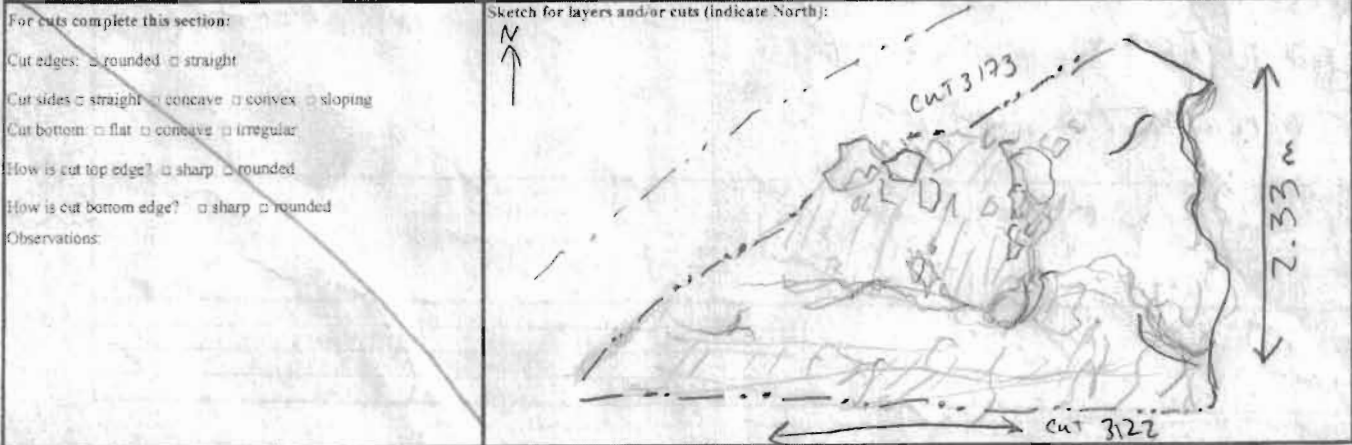 For cuts complete this section:
Cut edges: □ rounded □ straight
Cut sides □ straight □ concave □ convex □ sloping
Cut bottom: □ flat □ concave □ irregular
How is cut top edge? □ sharp □ rounded
How is cut bottom edge? □ sharp □ rounded
Observations:
Sketch for layers and/or cuts (indicate North):
N
CUT 3173
2.33 m
CUT 3122